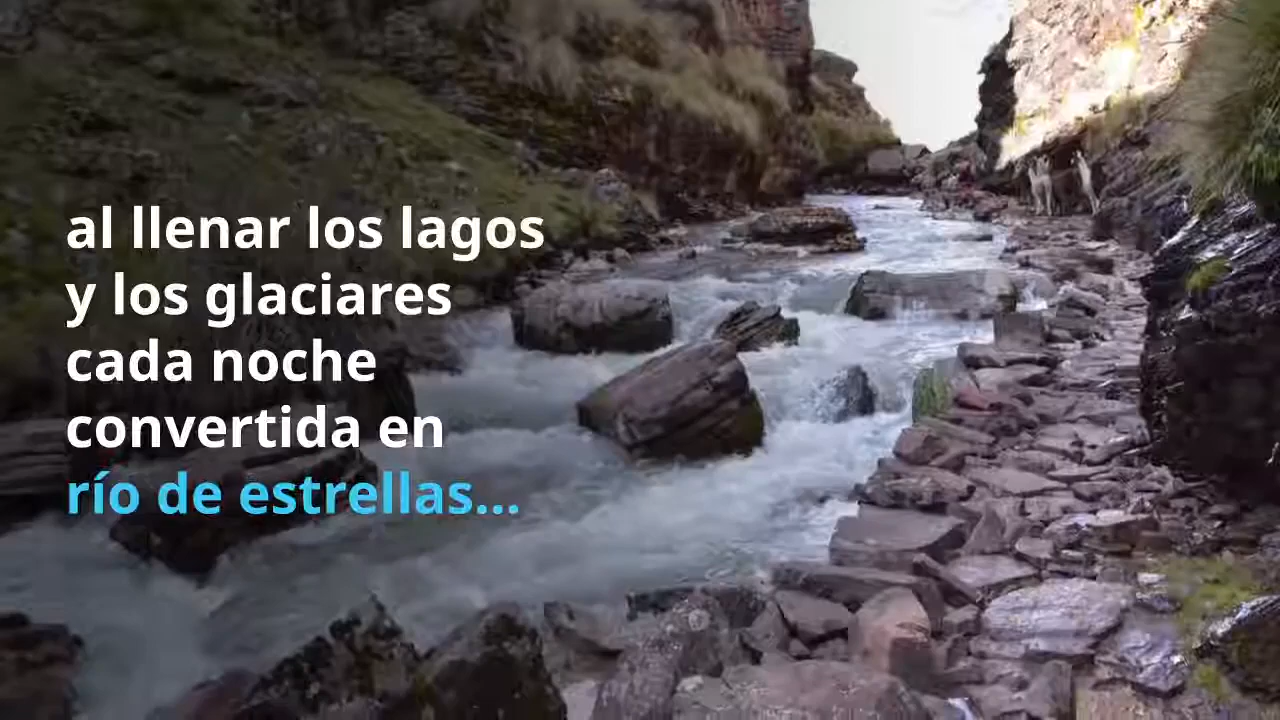 al llenar los lagos
y los glaciares
cada noche
convertida en
río de estrellas...